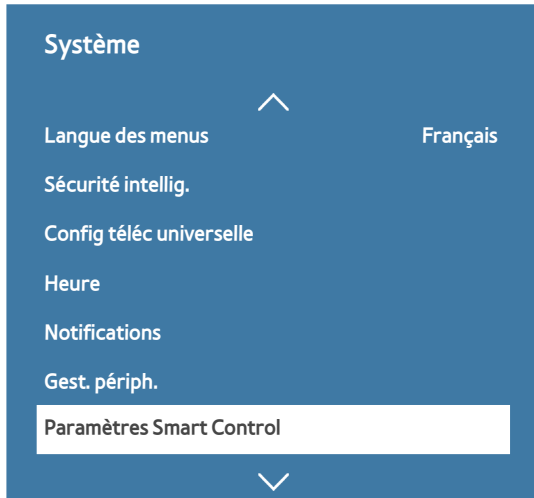 Système
Langue des menus Français
Sécurité intellig.
Config téléc universelle
Heure
Notifications
Gest. périph.
Paramètres Smart Control